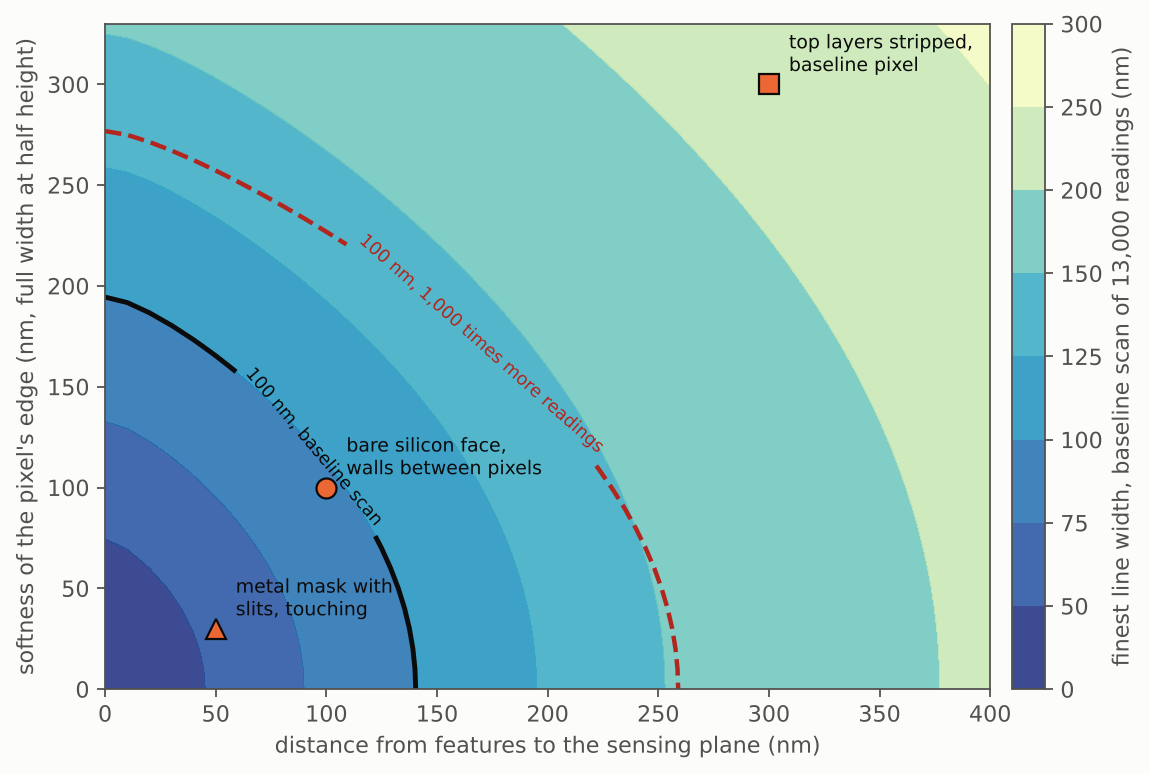 top layers stripped,
baseline pixel
100 nm, 1,000 times more readings
100 nm, baseline scan
bare silicon face,
walls between pixels
metal mask with
slits, touching
softness of the pixel's edge (nm, full width at half height)
300
250
200
150
100
50
0
0
50
100
150
200
250
300
350
400
distance from features to the sensing plane (nm)
300
250
200
150
125
100
75
50
0
finest line width, baseline scan of 13,000 readings (nm)